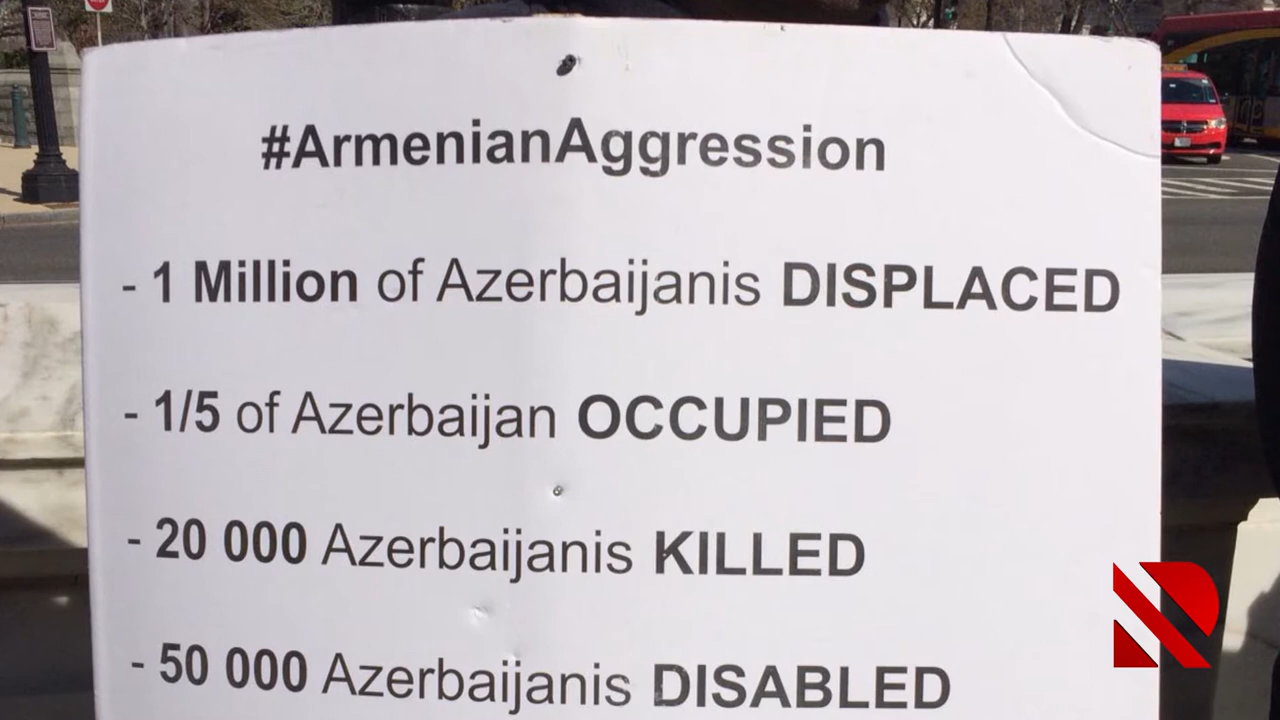 #ArmenianAggression
- 1 Million of Azerbaijanis DISPLACED
- 1/5 of Azerbaijan OCCUPIED
- 20 000 Azerbaijanis KILLED
- 50 000 Azerbaijanis DISABLED